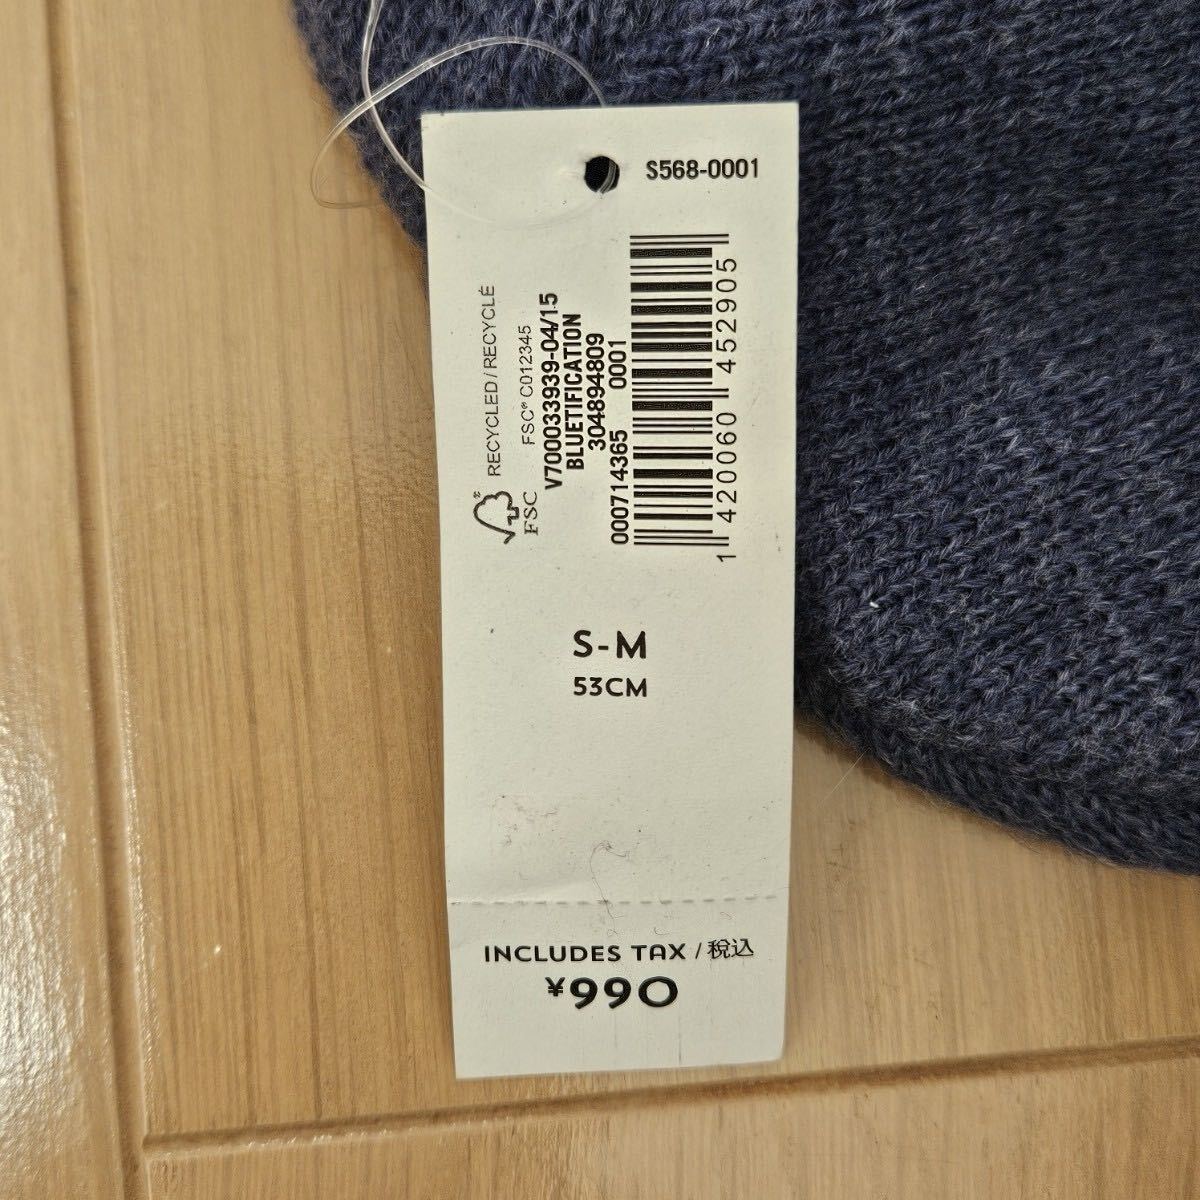 S568-0001
RECYCLED / RECYCLÉ
FSC® C012345
FSC
V700033939-04/15
BLUETIFICATION
304894809
000714365 0001
1 420060 452905
S-M
53CM
INCLUDES TAX / 税込
¥990